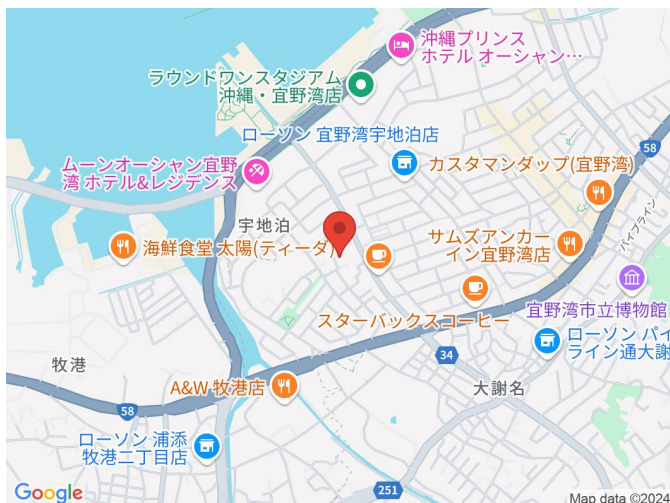 沖縄プリンス
ホテル オーシャン…
ラウンドワンスタジアム
沖縄・宜野湾店
ローソン 宜野湾宇地泊店
58
ムーンオーシャン宜野
湾 ホテル&レジデンス
カスタマンダップ(宜野湾)
パイプライン
宇地泊
海鮮食堂 太陽(ティーダ)
サムズアンカー
イン宜野湾店
宜野湾市立博物館
スターバックスコーヒー
ローソン パイ
ライン通大謝
34
牧港
A&W 牧港店
大謝名
58
ローソン 浦添
牧港二丁目店
251
Google
Map data ©2024